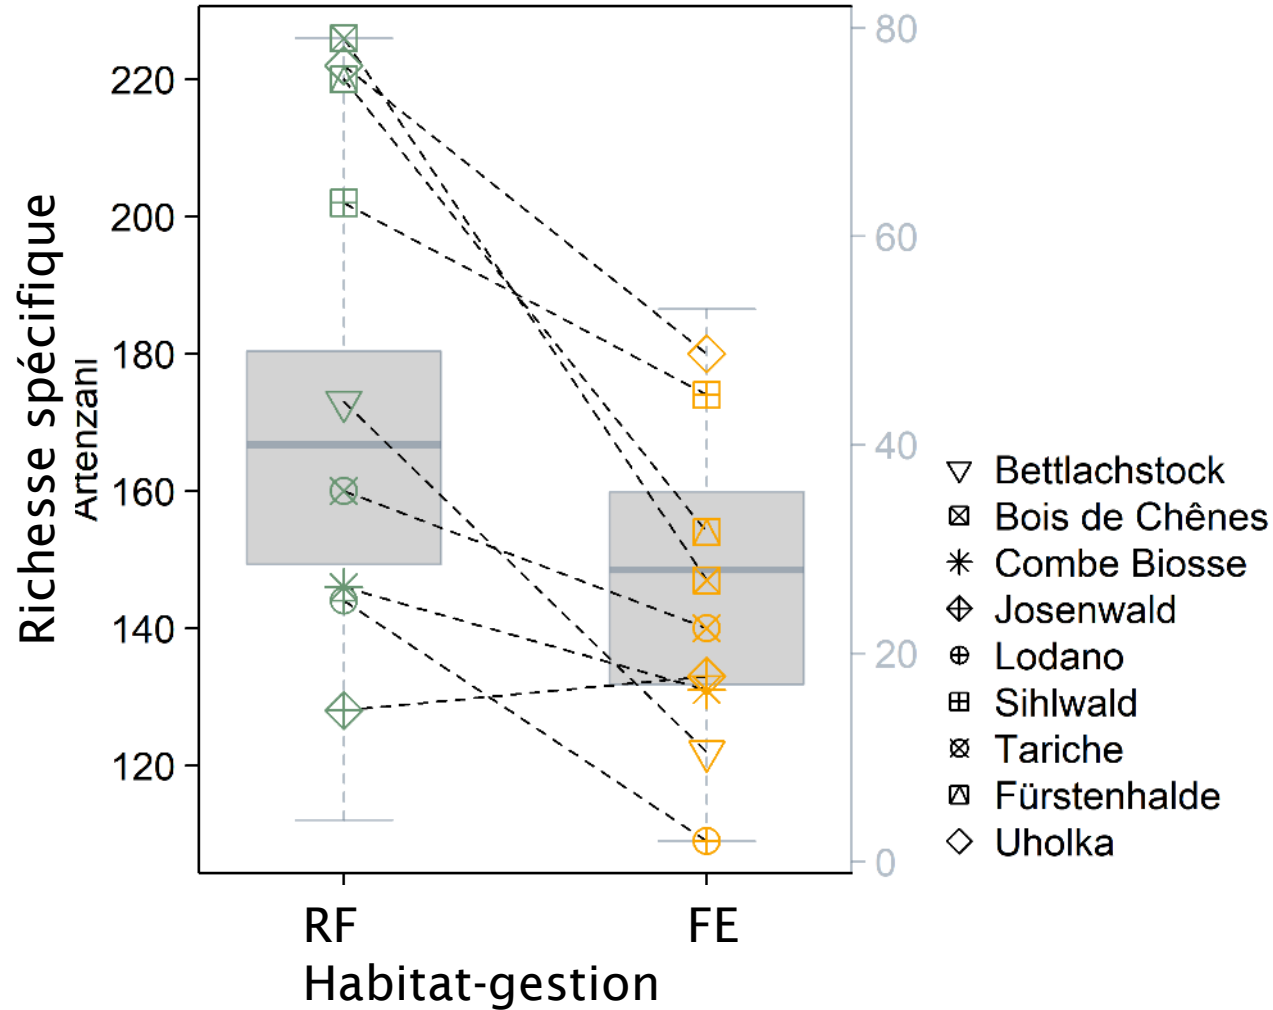 Richesse spécifique
Artenzahl
220
200
180
160
140
120
80
60
40
20
0
RF
FE
Habitat-gestion
Bettlachstock
Bois de Chênes
Combe Biosse
Josenwald
Lodano
Sihlwald
Tariche
Fürstenhalde
Uholka